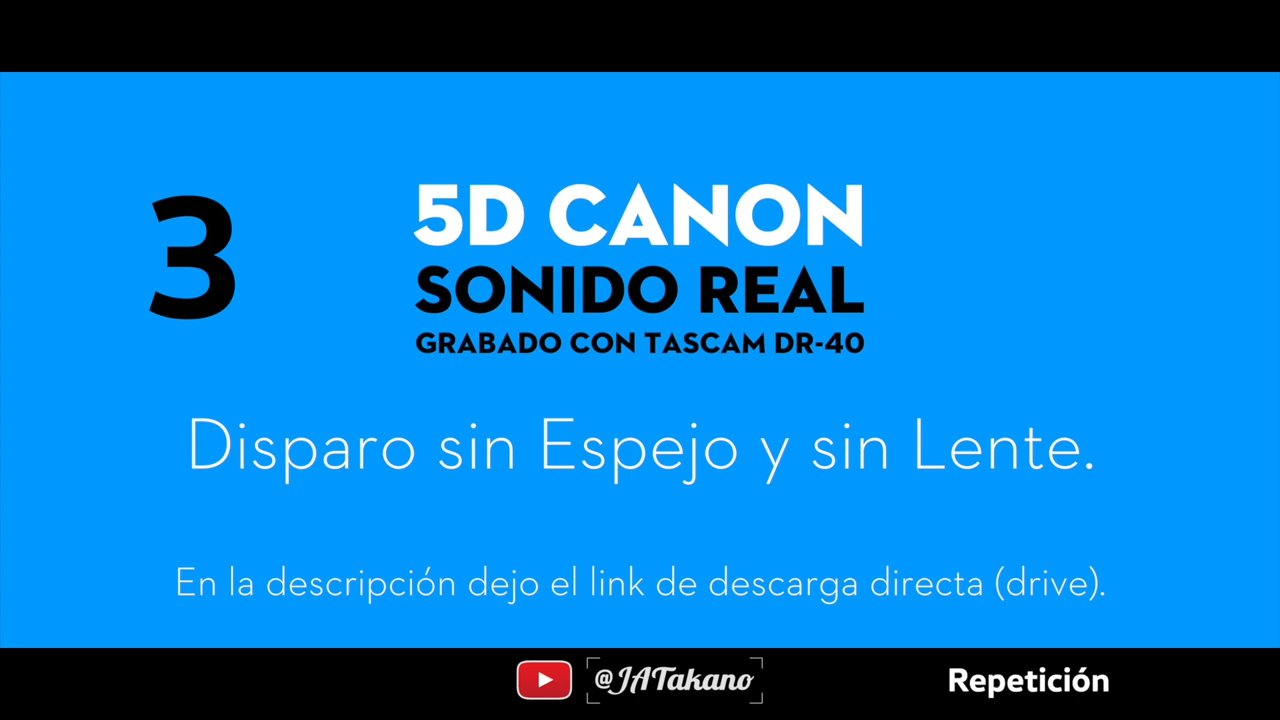 3
5D CANON
SONIDO REAL
GRABADO CON TASCAM DR-40
Disparo sin Espejo y sin Lente.
En la descripción dejo el link de descarga directa (drive).
@JATakano
Repetición